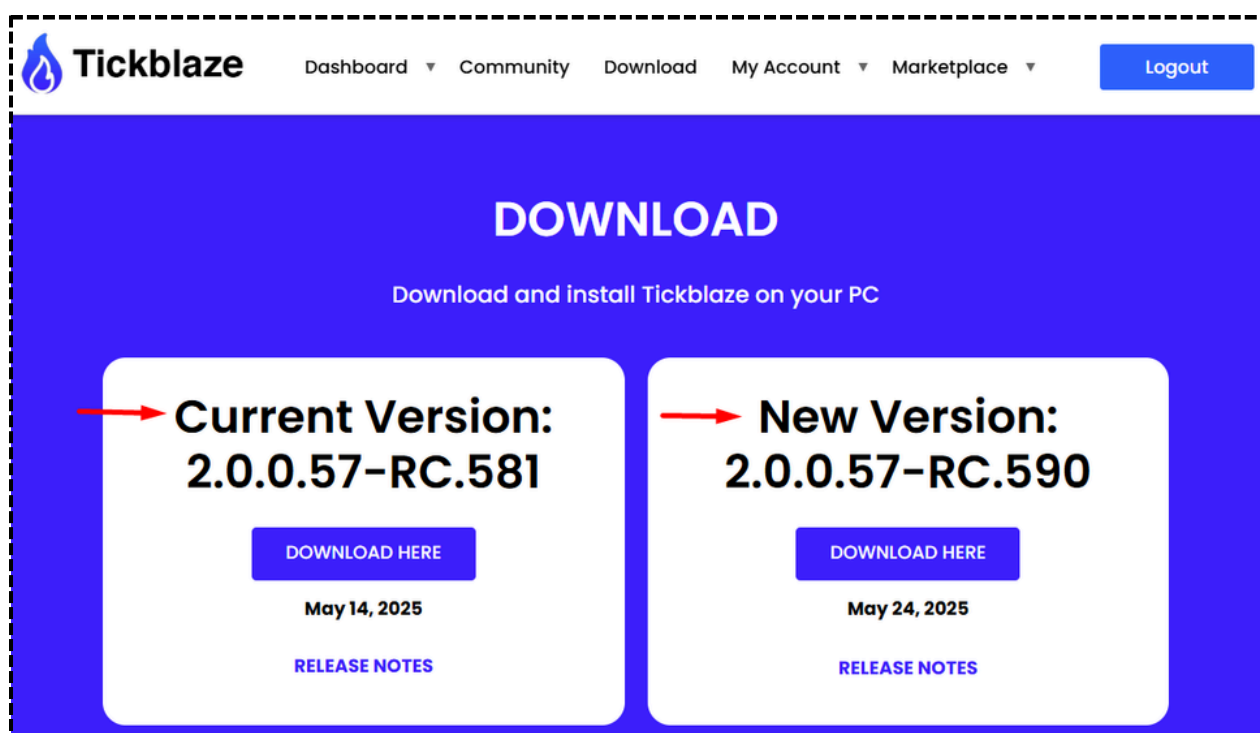 Tickblaze
Dashboard ▼ Community Download My Account ▼ Marketplace ▼ Logout
DOWNLOAD
Download and install Tickblaze on your PC
Current Version:
2.0.0.57-RC.581
DOWNLOAD HERE
May 14, 2025
RELEASE NOTES
New Version:
2.0.0.57-RC.590
DOWNLOAD HERE
May 24, 2025
RELEASE NOTES